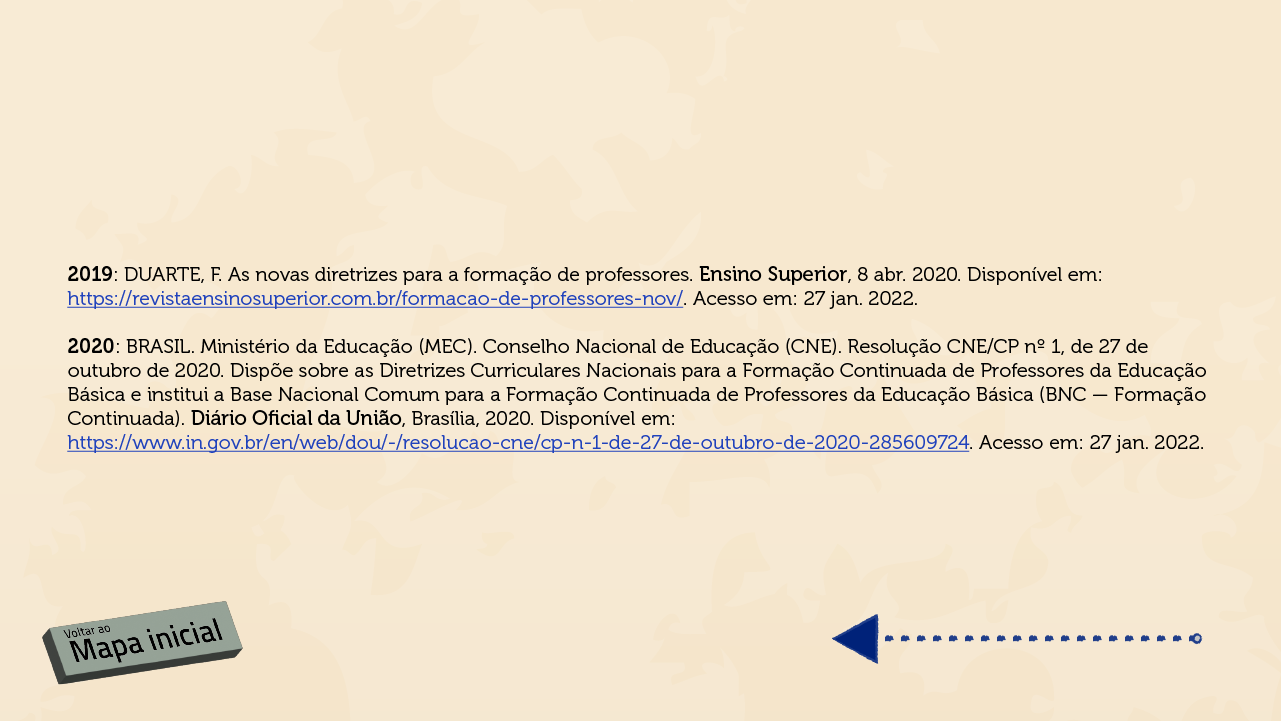 2019: DUARTE, F. As novas diretrizes para a formação de professores. Ensino Superior, 8 abr. 2020. Disponível em:
https://revistaensinosuperior.com.br/formacao-de-professores-nov/. Acesso em: 27 jan. 2022.
2020: BRASIL. Ministério da Educação (MEC). Conselho Nacional de Educação (CNE). Resolução CNE/CP nº 1, de 27 de
outubro de 2020. Dispõe sobre as Diretrizes Curriculares Nacionais para a Formação Continuada de Professores da Educação
Básica e institui a Base Nacional Comum para a Formação Continuada de Professores da Educação Básica (BNC — Formação
Continuada). Diário Oficial da União, Brasília, 2020. Disponível em:
https://www.in.gov.br/en/web/dou/-/resolucao-cne/cp-n-1-de-27-de-outubro-de-2020-285609724. Acesso em: 27 jan. 2022.
Voltar ao
Mapa inicial